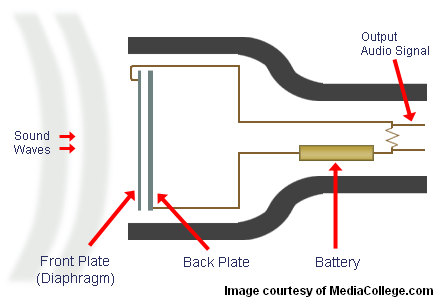 Output
Audio Signal
Sound
Waves
Front Plate
(Diaphragm)
Back Plate
Battery
Image courtesy of MediaCollege.com